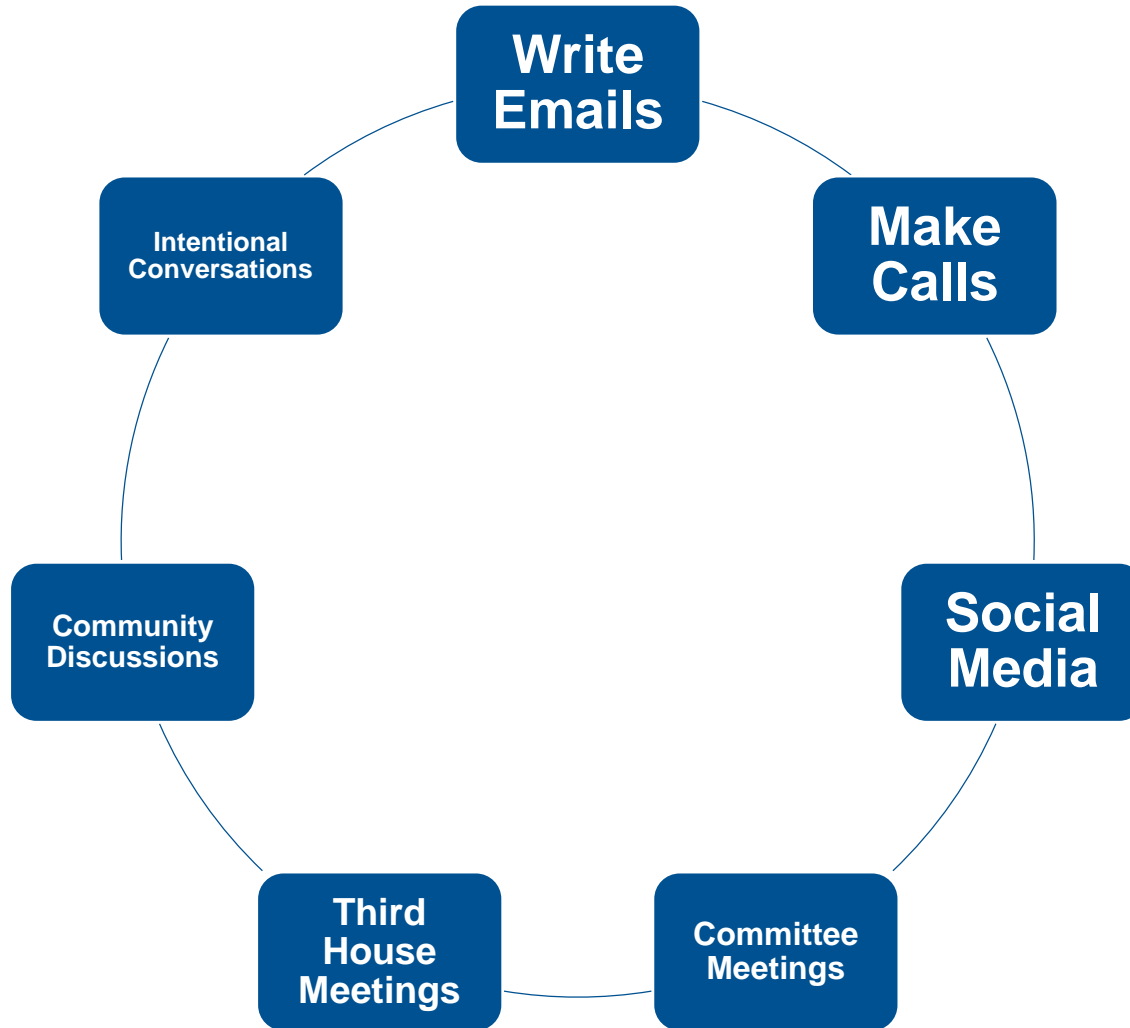 Write
Emails
Make
Calls
Social
Media
Committee
Meetings
Third
House
Meetings
Community
Discussions
Intentional
Conversations